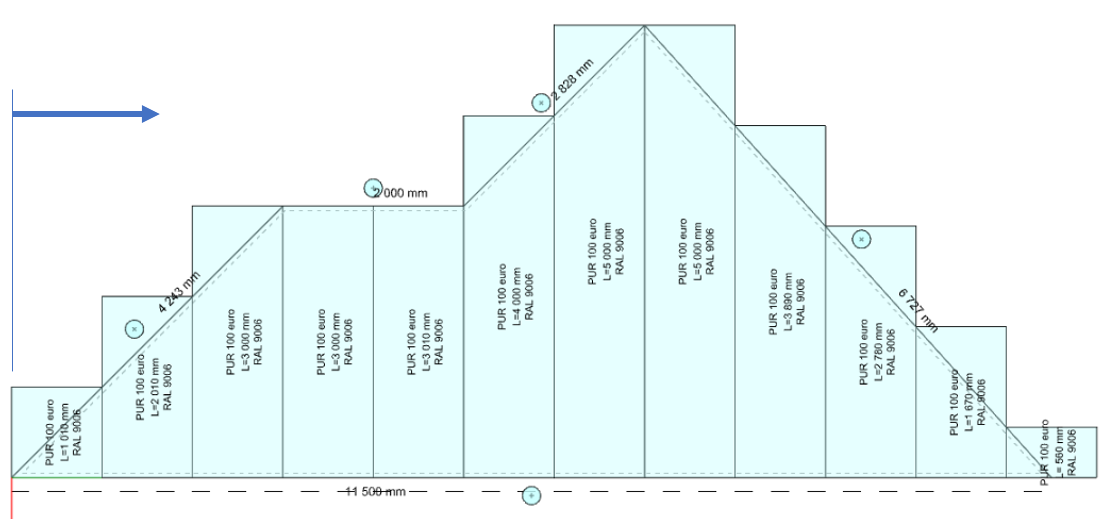 2 828 mm
2 000 mm
4 243 mm
6 727 mm
PUR 100 euro
L=1 010 mm
RAL 9006
PUR 100 euro
L=2 010 mm
RAL 9006
PUR 100 euro
L=3 000 mm
RAL 9006
PUR 100 euro
L=3 000 mm
RAL 9006
PUR 100 euro
L=3 010 mm
RAL 9006
PUR 100 euro
L=4 000 mm
RAL 9006
PUR 100 euro
L=5 000 mm
RAL 9006
PUR 100 euro
L=5 000 mm
RAL 9006
PUR 100 euro
L=3 890 mm
RAL 9006
PUR 100 euro
L=2 780 mm
RAL 9006
PUR 100 euro
L=1 670 mm
RAL 9006
PUR 100 euro
L= 560 mm
RAL 9006
11 500 mm